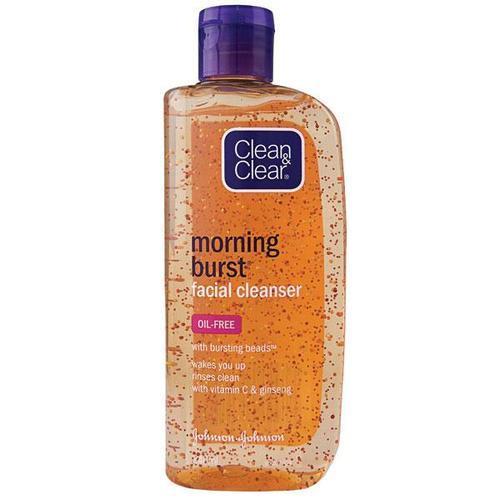 Clean &
Clear®
morning
burst
facial cleanser
OIL-FREE
with bursting beads™
wakes you up
rinses clean
with vitamin C & ginseng
Johnson & Johnson